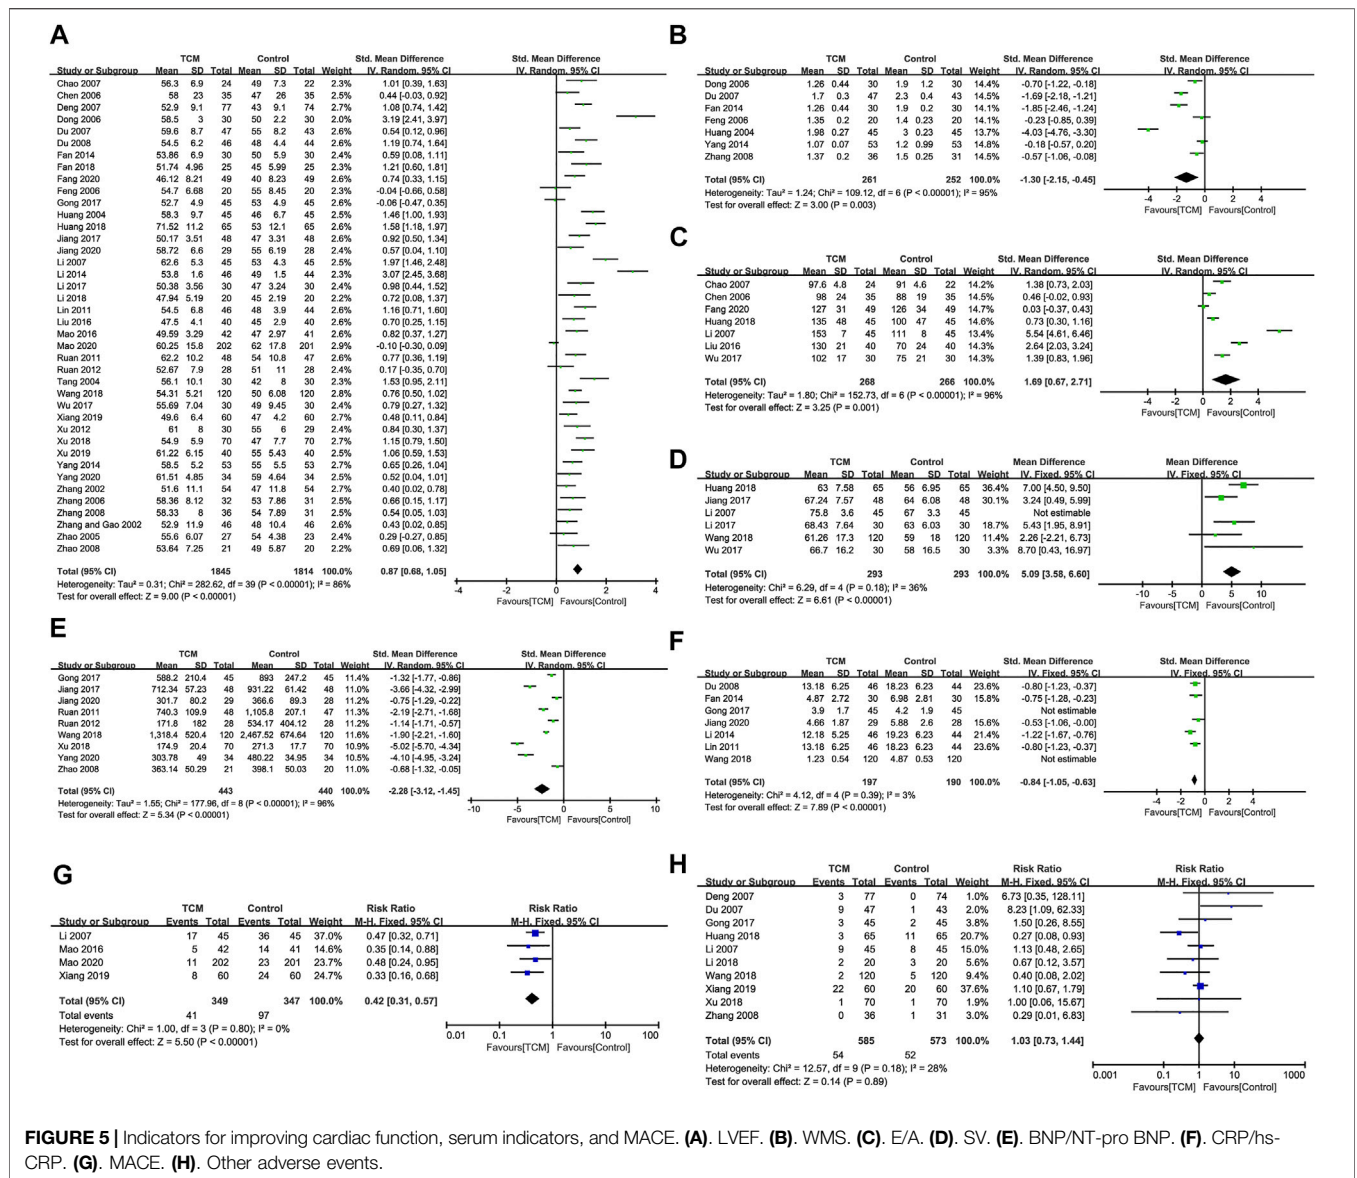 A
TCM Control Std. Mean Difference Std. Mean Difference
Study or Subgroup Mean SD Total Mean SD Total Weight IV. Random. 95% CI IV. Random. 95% CI
Chao 2007 56.3 6.9 24 49 7.3 22 2.3% 1.01 [0.39, 1.63]
Chen 2006 58 23 35 47 26 35 2.5% 0.44 [-0.03, 0.92]
Deng 2007 52.9 9.1 77 43 9.1 74 2.7% 1.08 [0.74, 1.42]
Dong 2006 58.5 3 30 50 2.2 30 2.0% 3.19 [2.41, 3.97]
Du 2007 59.6 8.7 47 55 8.2 43 2.6% 0.54 [0.12, 0.96]
Du 2008 54.5 6.2 46 48 4.4 44 2.6% 1.19 [0.74, 1.64]
Fan 2014 53.86 6.9 30 50 5.9 30 2.5% 0.59 [0.08, 1.11]
Fan 2018 51.74 4.96 25 45 5.99 25 2.3% 1.21 [0.60, 1.81]
Fang 2020 46.12 8.21 49 40 8.23 49 2.6% 0.74 [0.33, 1.15]
Feng 2006 54.7 6.68 20 55 8.45 20 2.3% -0.04 [-0.66, 0.58]
Gong 2017 52.7 4.9 45 53 4.9 45 2.6% -0.06 [-0.47, 0.35]
Huang 2004 58.3 9.7 45 46 6.7 45 2.5% 1.46 [1.00, 1.93]
Huang 2018 71.52 11.2 65 53 12.1 65 2.6% 1.58 [1.18, 1.97]
Jiang 2017 50.17 3.51 48 47 3.31 48 2.6% 0.92 [0.50, 1.34]
Jiang 2020 58.72 6.6 29 55 6.19 28 2.4% 0.57 [0.04, 1.10]
Li 2007 62.6 5.3 45 53 4.3 45 2.5% 1.97 [1.46, 2.48]
Li 2014 53.8 1.6 46 49 1.5 44 2.3% 3.07 [2.45, 3.68]
Li 2017 50.38 3.56 30 47 3.24 30 2.4% 0.98 [0.44, 1.52]
Li 2018 47.94 5.19 20 45 2.19 20 2.3% 0.72 [0.08, 1.37]
Lin 2011 54.5 6.8 46 48 3.9 44 2.6% 1.16 [0.71, 1.60]
Liu 2016 47.5 4.1 40 45 2.9 40 2.5% 0.70 [0.25, 1.15]
Mao 2016 49.59 3.29 42 47 2.97 41 2.5% 0.82 [0.37, 1.27]
Mao 2020 60.25 15.8 202 62 17.8 201 2.9% -0.10 [-0.30, 0.09]
Ruan 2011 62.2 10.2 48 54 10.8 47 2.6% 0.77 [0.36, 1.19]
Ruan 2012 52.67 7.9 28 51 11 28 2.4% 0.17 [-0.35, 0.70]
Tang 2004 56.1 10.1 30 42 8 30 2.3% 1.53 [0.95, 2.11]
Wang 2018 54.31 5.21 120 50 6.08 120 2.8% 0.76 [0.50, 1.02]
Wu 2017 55.69 7.04 30 49 9.45 30 2.4% 0.79 [0.27, 1.32]
Xiang 2019 49.6 6.4 60 47 4.2 60 2.7% 0.48 [0.11, 0.84]
Xu 2012 61 8 30 55 6 29 2.4% 0.84 [0.30, 1.37]
Xu 2018 54.9 5.9 70 47 7.7 70 2.7% 1.15 [0.79, 1.50]
Xu 2019 61.22 6.15 40 55 5.43 40 2.5% 1.06 [0.59, 1.53]
Yang 2014 58.5 5.2 53 55 5.5 53 2.6% 0.65 [0.26, 1.04]
Yang 2020 61.51 4.85 34 59 4.64 34 2.5% 0.52 [0.04, 1.01]
Zhang 2002 51.6 11.1 54 47 11.8 54 2.6% 0.40 [0.02, 0.78]
Zhang 2006 58.36 8.12 32 53 7.86 31 2.5% 0.66 [0.15, 1.17]
Zhang 2008 58.33 8 36 54 7.89 31 2.5% 0.54 [0.05, 1.03]
Zhang and Gao 2002 52.9 11.9 46 48 10.4 46 2.6% 0.43 [0.02, 0.85]
Zhao 2005 55.6 6.07 27 54 4.38 23 2.4% 0.29 [-0.27, 0.85]
Zhao 2008 53.64 7.25 21 49 5.87 20 2.3% 0.69 [0.06, 1.32]
Total (95% CI) 1845 1814 100.0% 0.87 [0.68, 1.05]
Heterogeneity: Tau² = 0.31; Chi² = 282.62, df = 39 (P < 0.00001); I² = 86%
Test for overall effect: Z = 9.00 (P < 0.00001)
-4 -2 0 2 4
Favours[TCM] Favours[Control]
B
TCM Control Std. Mean Difference Std. Mean Difference
Study or Subgroup Mean SD Total Mean SD Total Weight IV. Random. 95% CI IV. Random. 95% CI
Dong 2006 1.26 0.44 30 1.9 1.2 30 14.4% -0.70 [-1.22, -0.18]
Du 2007 1.7 0.3 47 2.3 0.4 43 14.4% -1.69 [-2.18, -1.21]
Fan 2014 1.26 0.44 30 1.9 0.2 30 14.0% -1.85 [-2.46, -1.24]
Feng 2006 1.35 0.2 20 1.4 0.23 20 14.0% -0.23 [-0.85, 0.39]
Huang 2004 1.98 0.27 45 3 0.23 45 13.7% -4.03 [-4.76, -3.30]
Yang 2014 1.07 0.07 53 1.2 0.99 53 14.7% -0.18 [-0.57, 0.20]
Zhang 2008 1.37 0.2 36 1.5 0.25 31 14.5% -0.57 [-1.06, -0.08]
Total (95% CI) 261 252 100.0% -1.30 [-2.15, -0.45]
Heterogeneity: Tau² = 1.24; Chi² = 109.12, df = 6 (P < 0.00001); I² = 95%
Test for overall effect: Z = 3.00 (P = 0.003)
-4 -2 0 2 4
Favours[TCM] Favours[Control]
C
TCM Control Std. Mean Difference Std. Mean Difference
Study or Subgroup Mean SD Total Mean SD Total Weight IV. Random. 95% CI IV. Random. 95% CI
Chao 2007 97.6 4.8 24 91 4.6 22 14.2% 1.38 [0.73, 2.03]
Chen 2006 98 24 35 88 19 35 14.5% 0.46 [-0.02, 0.93]
Fang 2020 127 31 49 126 34 49 14.6% 0.03 [-0.37, 0.43]
Huang 2018 135 48 45 100 47 45 14.5% 0.73 [0.30, 1.16]
Li 2007 153 7 45 111 8 45 13.4% 5.54 [4.61, 6.46]
Liu 2016 130 21 40 70 24 40 14.2% 2.64 [2.03, 3.24]
Wu 2017 102 17 30 75 21 30 14.3% 1.39 [0.83, 1.96]
Total (95% CI) 268 266 100.0% 1.69 [0.67, 2.71]
Heterogeneity: Tau² = 1.80; Chi² = 152.73, df = 6 (P < 0.00001); I² = 96%
Test for overall effect: Z = 3.25 (P = 0.001)
-4 -2 0 2 4
Favours[TCM] Favours[Control]
D
TCM Control Mean Difference Mean Difference
Study or Subgroup Mean SD Total Mean SD Total Weight IV. Fixed. 95% CI IV. Fixed. 95% CI
Huang 2018 63 7.58 65 56 6.95 65 36.4% 7.00 [4.50, 9.50]
Jiang 2017 67.24 7.57 48 64 6.08 48 30.1% 3.24 [0.49, 5.99]
Li 2007 75.8 3.6 45 67 3.3 45 Not estimable
Li 2017 68.43 7.64 30 63 6.03 30 18.7% 5.43 [1.95, 8.91]
Wang 2018 61.26 17.3 120 59 18 120 11.4% 2.26 [-2.21, 6.73]
Wu 2017 66.7 16.2 30 58 16.5 30 3.3% 8.70 [0.43, 16.97]
Total (95% CI) 293 293 100.0% 5.09 [3.58, 6.60]
Heterogeneity: Chi² = 6.29, df = 4 (P = 0.18); I² = 36%
Test for overall effect: Z = 6.61 (P < 0.00001)
-10 -5 0 5 10
Favours[TCM] Favours[Control]
E
TCM Control Std. Mean Difference Std. Mean Difference
Study or Subgroup Mean SD Total Mean SD Total Weight IV. Random. 95% CI IV. Random. 95% CI
Gong 2017 588.2 210.4 45 893 247.2 45 11.4% -1.32 [-1.77, -0.86]
Jiang 2017 712.34 57.23 48 931.22 61.42 48 11.0% -3.66 [-4.32, -2.99]
Jiang 2020 301.7 80.2 29 366.6 89.3 28 11.3% -0.75 [-1.29, -0.22]
Ruan 2011 740.3 109.9 48 1,105.8 207.1 47 11.3% -2.19 [-2.71, -1.68]
Ruan 2012 171.8 182 28 534.17 404.12 28 11.2% -1.14 [-1.71, -0.57]
Wang 2018 1,318.4 520.4 120 2,467.52 674.64 120 11.5% -1.90 [-2.21, -1.60]
Xu 2018 174.9 20.4 70 271.3 17.7 70 11.0% -5.02 [-5.70, -4.34]
Yang 2020 303.78 49 34 480.22 34.95 34 10.6% -4.10 [-4.95, -3.24]
Zhao 2008 363.14 50.29 21 398.1 50.03 20 11.1% -0.68 [-1.32, -0.05]
Total (95% CI) 443 440 100.0% -2.28 [-3.12, -1.45]
Heterogeneity: Tau² = 1.55; Chi² = 177.96, df = 8 (P < 0.00001); I² = 96%
Test for overall effect: Z = 5.34 (P < 0.00001)
-10 -5 0 5 10
Favours[TCM] Favours[Control]
F
TCM Control Std. Mean Difference Std. Mean Difference
Study or Subgroup Mean SD Total Mean SD Total Weight IV. Fixed. 95% CI IV. Fixed. 95% CI
Du 2008 13.18 6.25 46 18.23 6.23 44 23.6% -0.80 [-1.23, -0.37]
Fan 2014 4.87 2.72 30 6.98 2.81 30 15.8% -0.75 [-1.28, -0.23]
Gong 2017 3.9 1.7 45 4.2 1.9 45 Not estimable
Jiang 2020 4.66 1.87 29 5.88 2.6 28 15.5% -0.53 [-1.06, -0.00]
Li 2014 12.18 5.25 46 19.23 6.23 44 21.4% -1.22 [-1.67, -0.76]
Lin 2011 13.18 6.25 46 18.23 6.23 44 23.6% -0.80 [-1.23, -0.37]
Wang 2018 1.23 0.54 120 4.87 0.53 120 Not estimable
Total (95% CI) 197 190 100.0% -0.84 [-1.05, -0.63]
Heterogeneity: Chi² = 4.12, df = 4 (P = 0.39); I² = 3%
Test for overall effect: Z = 7.89 (P < 0.00001)
-4 -2 0 2 4
Favours[TCM] Favours[Control]
G
TCM Control Risk Ratio Risk Ratio
Study or Subgroup Events Total Events Total Weight M-H. Fixed. 95% CI M-H. Fixed. 95% CI
Li 2007 17 45 36 45 37.0% 0.47 [0.32, 0.71]
Mao 2016 5 42 14 41 14.6% 0.35 [0.14, 0.88]
Mao 2020 11 202 23 201 23.7% 0.48 [0.24, 0.95]
Xiang 2019 8 60 24 60 24.7% 0.33 [0.16, 0.68]
Total (95% CI) 349 347 100.0% 0.42 [0.31, 0.57]
Total events 41 97
Heterogeneity: Chi² = 1.00, df = 3 (P = 0.80); I² = 0%
Test for overall effect: Z = 5.50 (P < 0.00001)
0.01 0.1 1 10 100
Favours[TCM] Favours[Control]
H
TCM Control Risk Ratio Risk Ratio
Study or Subgroup Events Total Events Total Weight M-H. Fixed. 95% CI M-H. Fixed. 95% CI
Deng 2007 3 77 0 74 1.0% 6.73 [0.35, 128.11]
Du 2007 9 47 1 43 2.0% 8.23 [1.09, 62.33]
Gong 2017 3 45 2 45 3.8% 1.50 [0.26, 8.55]
Huang 2018 3 65 11 65 20.7% 0.27 [0.08, 0.93]
Li 2007 9 45 8 45 15.0% 1.13 [0.48, 2.65]
Li 2018 2 20 3 20 5.6% 0.67 [0.12, 3.57]
Wang 2018 2 120 5 120 9.4% 0.40 [0.08, 2.02]
Xiang 2019 22 60 20 60 37.6% 1.10 [0.67, 1.79]
Xu 2018 1 70 1 70 1.9% 1.00 [0.06, 15.67]
Zhang 2008 0 36 1 31 3.0% 0.29 [0.01, 6.83]
Total (95% CI) 585 573 100.0% 1.03 [0.73, 1.44]
Total events 54 52
Heterogeneity: Chi² = 12.57, df = 9 (P = 0.18); I² = 28%
Test for overall effect: Z = 0.14 (P = 0.89)
0.001 0.1 1 10 1000
Favours[TCM] Favours[Control]
FIGURE 5 | Indicators for improving cardiac function, serum indicators, and MACE. (A). LVEF. (B). WMS. (C). E/A. (D). SV. (E). BNP/NT-pro BNP. (F). CRP/hs-
CRP. (G). MACE. (H). Other adverse events.